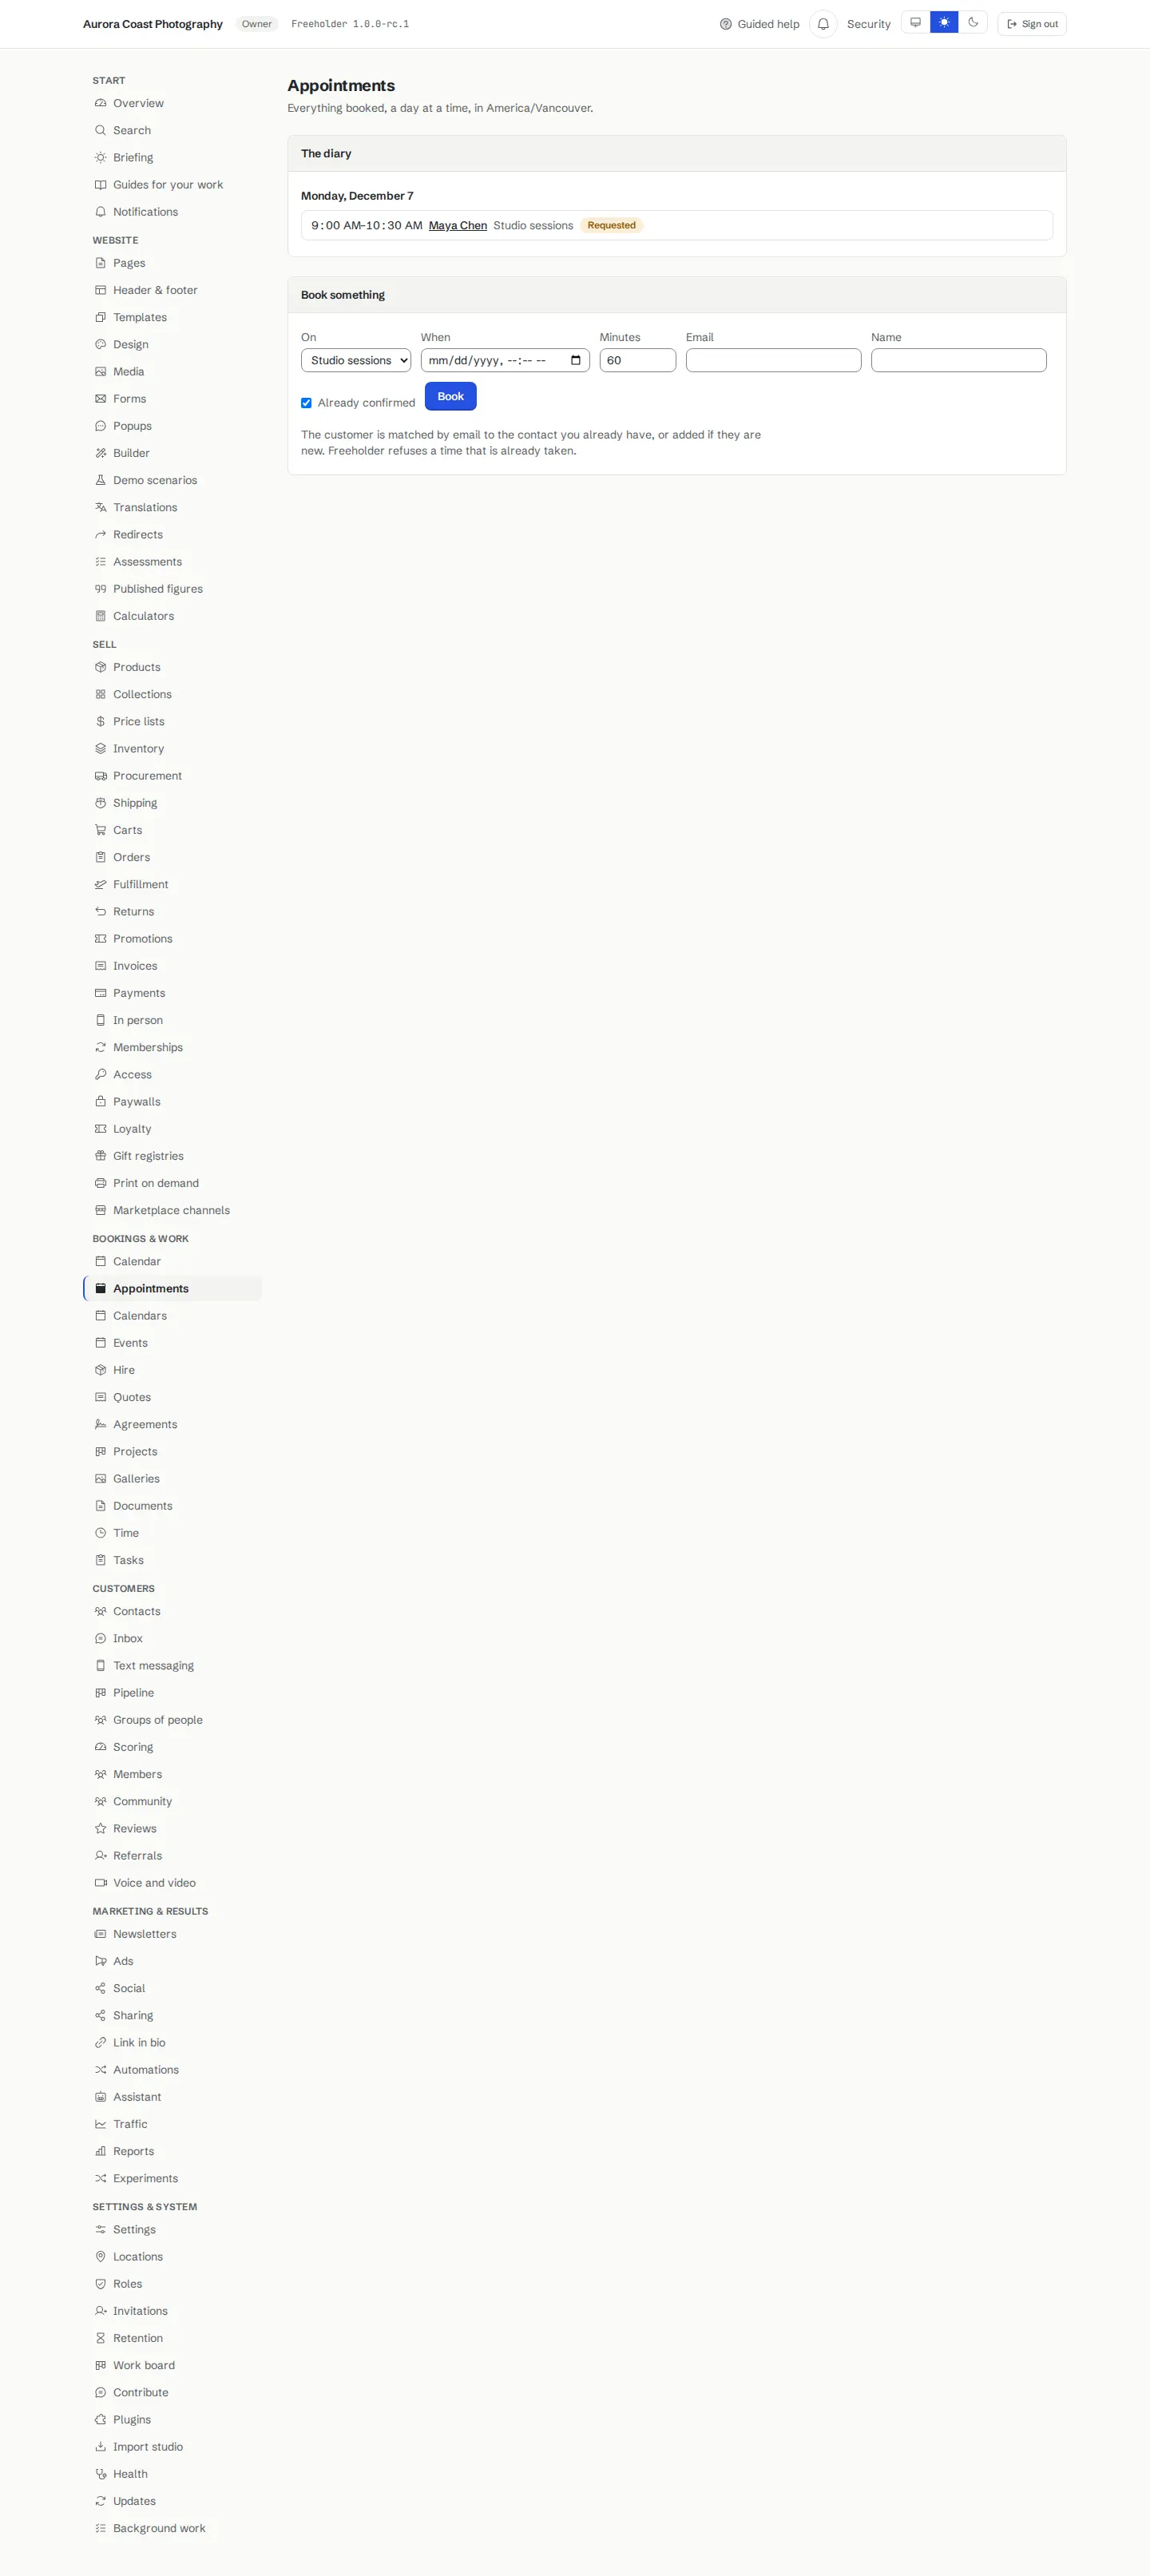 Aurora Coast Photography Owner Freeholder 1.0.0-rc.1 Guided help Security Sign out
START
Overview
Search
Briefing
Guides for your work
Notifications
WEBSITE
Pages
Header & footer
Templates
Design
Media
Forms
Popups
Builder
Demo scenarios
Translations
Redirects
Assessments
Published figures
Calculators
SELL
Products
Collections
Price lists
Inventory
Procurement
Shipping
Carts
Orders
Fulfillment
Returns
Promotions
Invoices
Payments
In person
Memberships
Access
Paywalls
Loyalty
Gift registries
Print on demand
Marketplace channels
BOOKINGS & WORK
Calendar
Appointments
Calendars
Events
Hire
Quotes
Agreements
Projects
Galleries
Documents
Time
Tasks
CUSTOMERS
Contacts
Inbox
Text messaging
Pipeline
Groups of people
Scoring
Members
Community
Reviews
Referrals
Voice and video
MARKETING & RESULTS
Newsletters
Ads
Social
Sharing
Link in bio
Automations
Assistant
Traffic
Reports
Experiments
SETTINGS & SYSTEM
Settings
Locations
Roles
Invitations
Retention
Work board
Contribute
Plugins
Import studio
Health
Updates
Background work
Appointments
Everything booked, a day at a time, in America/Vancouver.
The diary
Monday, December 7
9:00 AM–10:30 AM Maya Chen Studio sessions Requested
Book something
On When Minutes Email Name
Studio sessions mm/dd/yyyy, --:-- -- 60
Already confirmed Book
The customer is matched by email to the contact you already have, or added if they are
new. Freeholder refuses a time that is already taken.